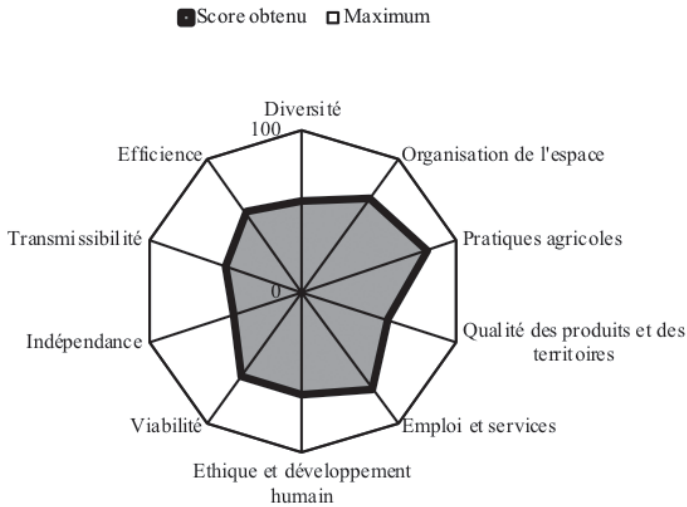 Score obtenu Maximum
Diversité
100
Efficience
Organisation de l'espace
Transmissibilité
Pratiques agricoles
0
Indépendance
Qualité des produits et des
territoires
Viabilité
Emploi et services
Ethique et développement
humain